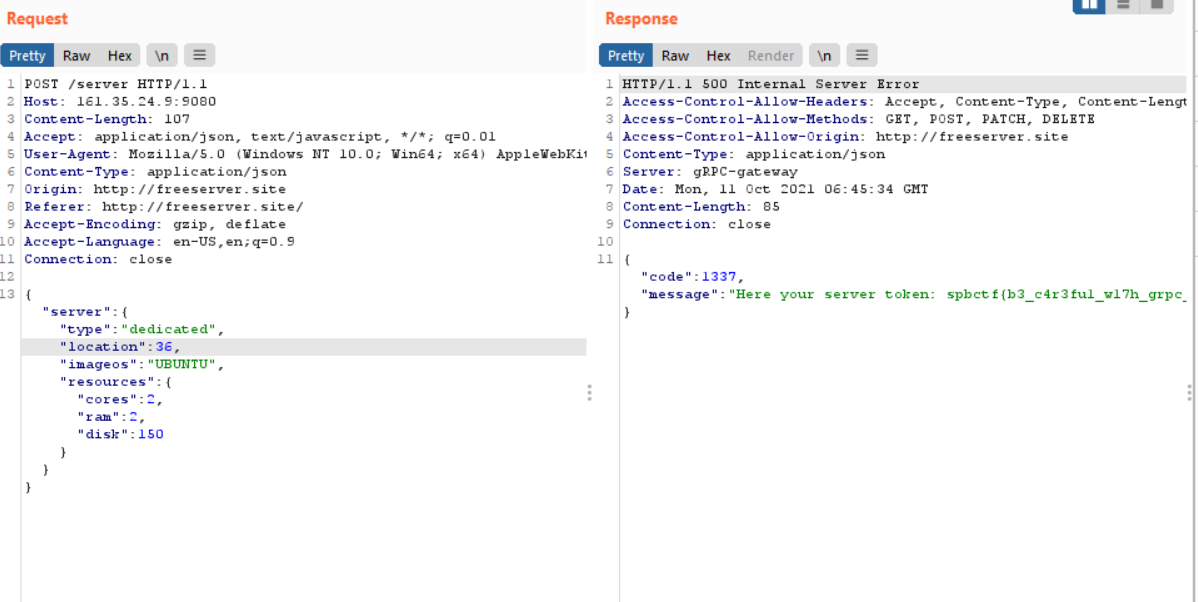 Request
Pretty Raw Hex \n
1 POST /server HTTP/1.1
2 Host: 161.35.24.9:9080
3 Content-Length: 107
4 Accept: application/json, text/javascript, */*; q=0.01
5 User-Agent: Mozilla/5.0 (Windows NT 10.0; Win64; x64) AppleWebKit
6 Content-Type: application/json
7 Origin: http://freeserver.site
8 Referer: http://freeserver.site/
9 Accept-Encoding: gzip, deflate
10 Accept-Language: en-US,en;q=0.9
11 Connection: close
12
13 {
"server":{
"type":"dedicated",
"location":36,
"imageos":"UBUNTU",
"resources":{
"cores":2,
"ram":2,
"disk":150
}
}
}
Response
Pretty Raw Hex Render \n
1 HTTP/1.1 500 Internal Server Error
2 Access-Control-Allow-Headers: Accept, Content-Type, Content-Lengt
3 Access-Control-Allow-Methods: GET, POST, PATCH, DELETE
4 Access-Control-Allow-Origin: http://freeserver.site
5 Content-Type: application/json
6 Server: gRPC-gateway
7 Date: Mon, 11 Oct 2021 06:45:34 GMT
8 Content-Length: 85
9 Connection: close
10
11 {
"code":1337,
"message":"Here your server token: spbctf{b3_c4r3ful_w17h_grpc_
}